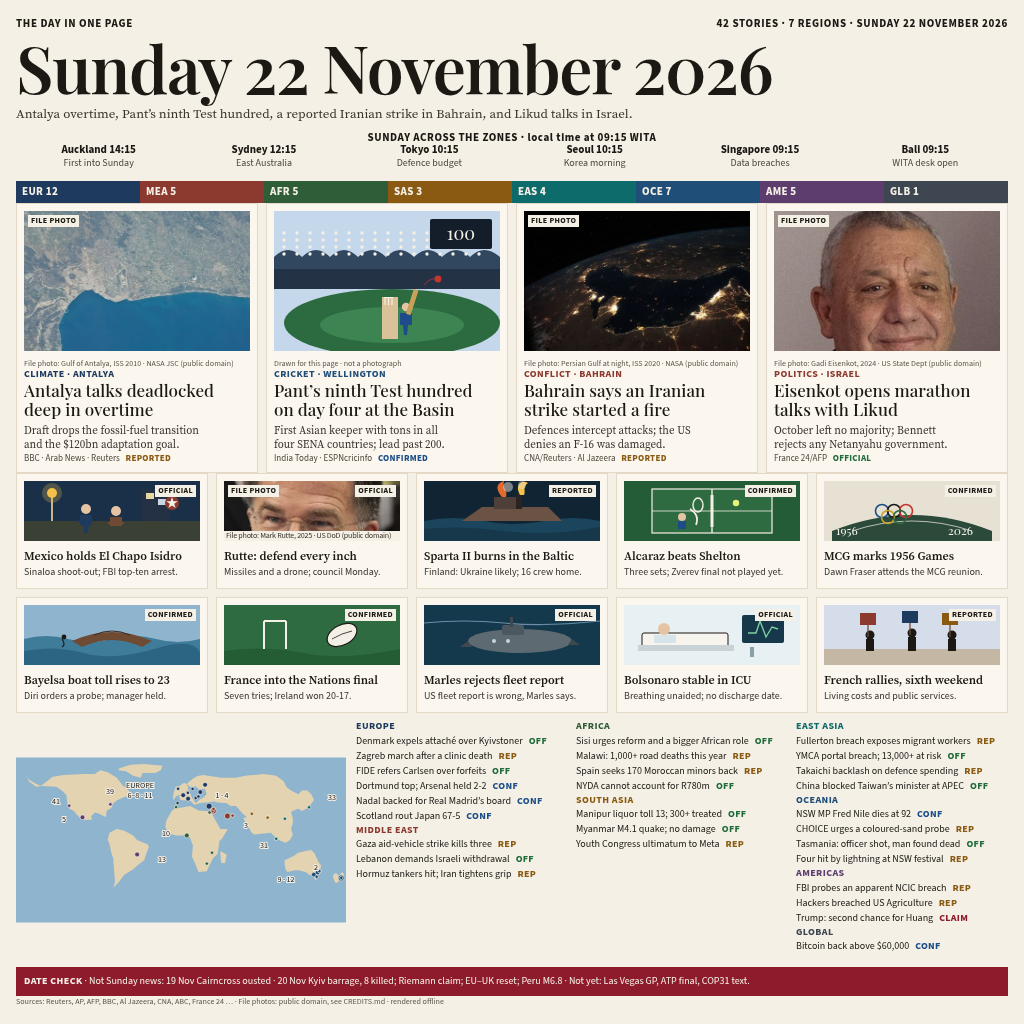 THE DAY IN ONE PAGE
42 STORIES · 7 REGIONS · SUNDAY 22 NOVEMBER 2026
Sunday 22 November 2026
Antalya overtime, Pant’s ninth Test hundred, a reported Iranian strike in Bahrain, and Likud talks in Israel.
SUNDAY ACROSS THE ZONES · local time at 09:15 WITA
Auckland 14:15
First into Sunday
Sydney 12:15
East Australia
Tokyo 10:15
Defence budget
Seoul 10:15
Korea morning
Singapore 09:15
Data breaches
Bali 09:15
WITA desk open
EUR 12
MEA 5
AFR 5
SAS 3
EAS 4
OCE 7
AME 5
GLB 1
FILE PHOTO
File photo: Gulf of Antalya, ISS 2010 · NASA JSC (public domain)
CLIMATE · ANTALYA
Antalya talks deadlocked
deep in overtime
Draft drops the fossil-fuel transition
and the $120bn adaptation goal.
BBC · Arab News · Reuters REPORTED
100
Drawn for this page · not a photograph
CRICKET · WELLINGTON
Pant’s ninth Test hundred
on day four at the Basin
First Asian keeper with tons in all
four SENA countries; lead past 200.
India Today · ESPNcricinfo CONFIRMED
FILE PHOTO
File photo: Persian Gulf at night, ISS 2020 · NASA (public domain)
CONFLICT · BAHRAIN
Bahrain says an Iranian
strike started a fire
Defences intercept attacks; the US
denies an F-16 was damaged.
CNA/Reuters · Al Jazeera REPORTED
FILE PHOTO
File photo: Gadi Eisenkot, 2024 · US State Dept (public domain)
POLITICS · ISRAEL
Eisenkot opens marathon
talks with Likud
October left no majority; Bennett
rejects any Netanyahu government.
France 24/AFP OFFICIAL
OFFICIAL
Mexico holds El Chapo Isidro
Sinaloa shoot-out; FBI top-ten arrest.
FILE PHOTO
OFFICIAL
File photo: Mark Rutte, 2025 · US DoD (public domain)
Rutte: defend every inch
Missiles and a drone; council Monday.
REPORTED
Sparta II burns in the Baltic
Finland: Ukraine likely; 16 crew home.
CONFIRMED
Alcaraz beats Shelton
Three sets; Zverev final not played yet.
CONFIRMED
1956
2026
MCG marks 1956 Games
Dawn Fraser attends the MCG reunion.
CONFIRMED
Bayelsa boat toll rises to 23
Diri orders a probe; manager held.
CONFIRMED
France into the Nations final
Seven tries; Ireland won 20-17.
OFFICIAL
Marles rejects fleet report
US fleet report is wrong, Marles says.
OFFICIAL
Bolsonaro stable in ICU
Breathing unaided; no discharge date.
REPORTED
French rallies, sixth weekend
Living costs and public services.
41
39
5
EUROPE
6-8·11
1·4
33
10
3
31
13
9·12
2
EUROPE
Denmark expels attaché over Kyivstoner OFF
Zagreb march after a clinic death REP
FIDE refers Carlsen over forfeits OFF
Dortmund top; Arsenal held 2-2 CONF
Nadal backed for Real Madrid’s board CONF
Scotland rout Japan 67-5 CONF
MIDDLE EAST
Gaza aid-vehicle strike kills three REP
Lebanon demands Israeli withdrawal OFF
Hormuz tankers hit; Iran tightens grip REP
AFRICA
Sisi urges reform and a bigger African role OFF
Malawi: 1,000+ road deaths this year REP
Spain seeks 170 Moroccan minors back REP
NYDA cannot account for R780m OFF
SOUTH ASIA
Manipur liquor toll 13; 300+ treated OFF
Myanmar M4.1 quake; no damage OFF
Youth Congress ultimatum to Meta REP
EAST ASIA
Fullerton breach exposes migrant workers REP
YMCA portal breach; 13,000+ at risk OFF
Takaichi backlash on defence spending REP
China blocked Taiwan’s minister at APEC OFF
OCEANIA
NSW MP Fred Nile dies at 92 CONF
CHOICE urges a coloured-sand probe REP
Tasmania: officer shot, man found dead OFF
Four hit by lightning at NSW festival REP
AMERICAS
FBI probes an apparent NCIC breach REP
Hackers breached US Agriculture REP
Trump: second chance for Huang CLAIM
GLOBAL
Bitcoin back above $60,000 CONF
DATE CHECK · Not Sunday news: 19 Nov Cairncross ousted · 20 Nov Kyiv barrage, 8 killed; Riemann claim; EU–UK reset; Peru M6.8 · Not yet: Las Vegas GP, ATP final, COP31 text.
Sources: Reuters, AP, AFP, BBC, Al Jazeera, CNA, ABC, France 24 … · File photos: public domain, see CREDITS.md · rendered offline